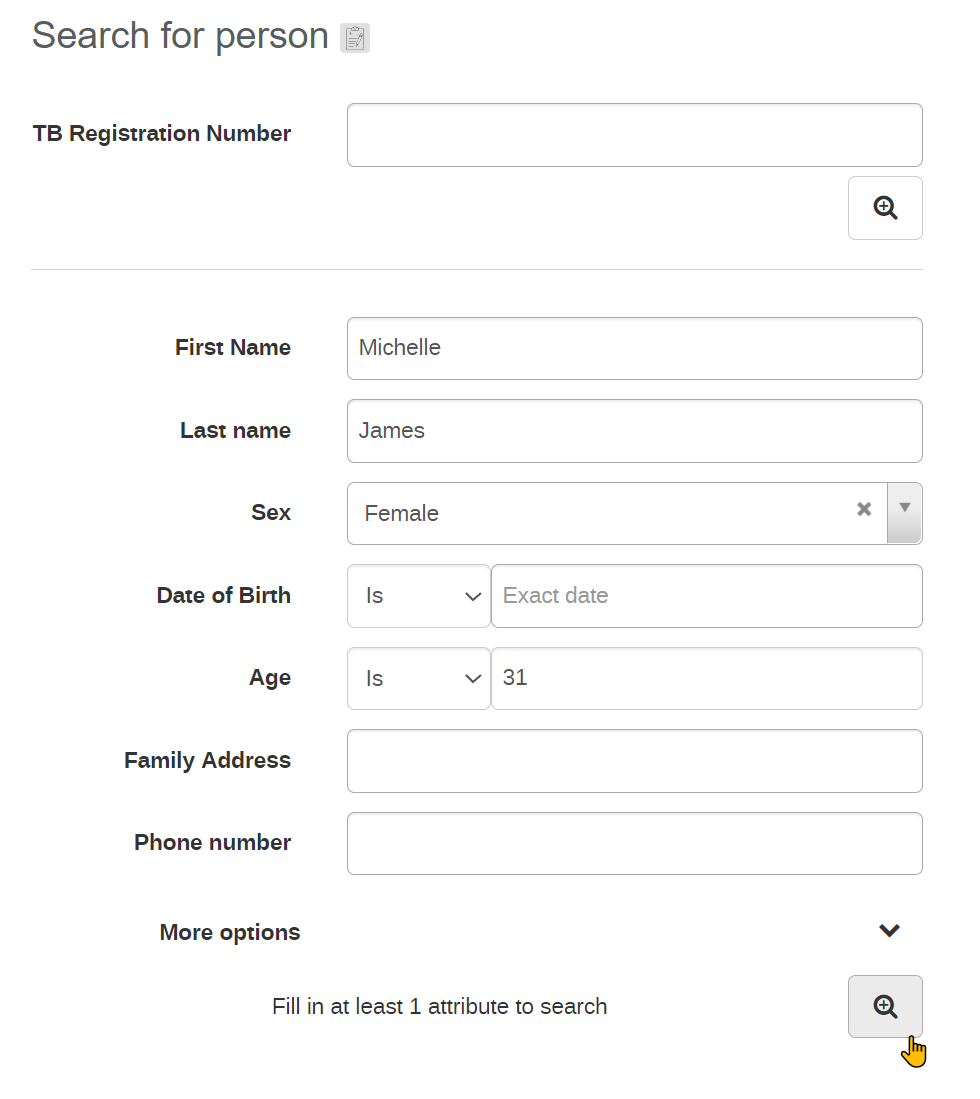 Search for person
TB Registration Number
First Name Michelle
Last name James
Sex Female
Date of Birth Is Exact date
Age Is 31
Family Address
Phone number
More options
Fill in at least 1 attribute to search